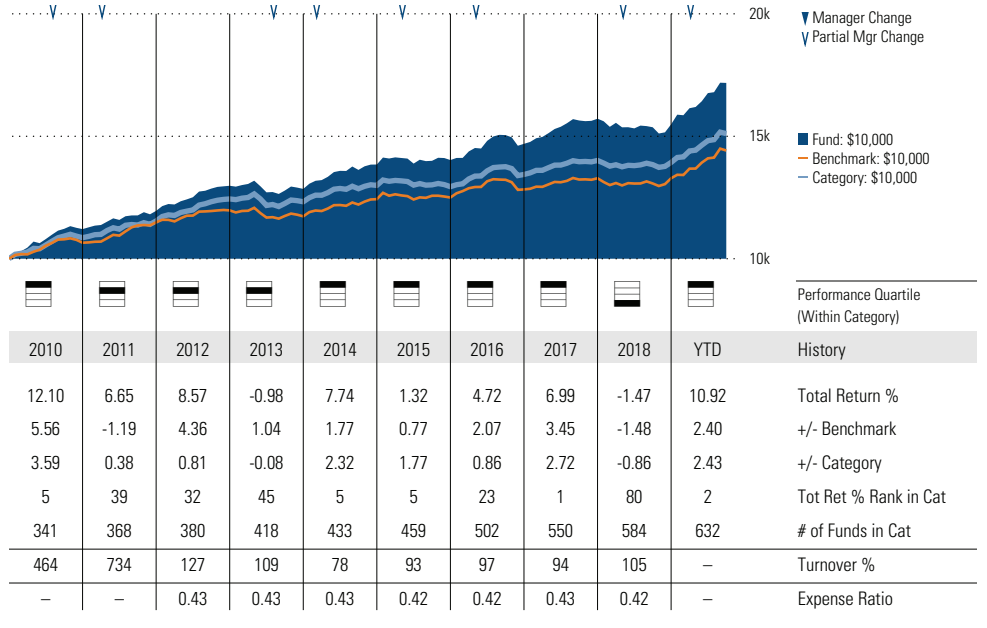 20k
Manager Change
Partial Mgr Change
15k
Fund: $10,000
Benchmark: $10,000
Category: $10,000
10k
Performance Quartile
(Within Category)
2010 2011 2012 2013 2014 2015 2016 2017 2018 YTD History
12.10 6.65 8.57 -0.98 7.74 1.32 4.72 6.99 -1.47 10.92 Total Return %
5.56 -1.19 4.36 1.04 1.77 0.77 2.07 3.45 -1.48 2.40 +/- Benchmark
3.59 0.38 0.81 -0.08 2.32 1.77 0.86 2.72 -0.86 2.43 +/- Category
5 39 32 45 5 5 23 1 80 2 Tot Ret % Rank in Cat
341 368 380 418 433 459 502 550 584 632 # of Funds in Cat
464 734 127 109 78 93 97 94 105 – Turnover %
– – 0.43 0.43 0.43 0.42 0.42 0.43 0.42 – Expense Ratio